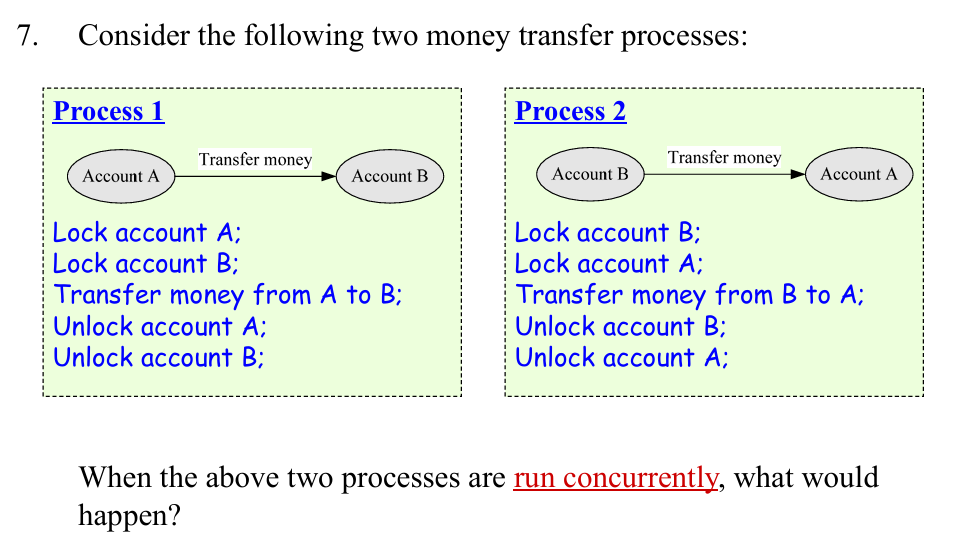 7. Consider the following two money transfer processes:
Process 1
Transfer money
Account A
Account B
Lock account A;
Lock account B;
Transfer money from A to B;
Unlock account A;
Unlock account B;
Process 2
Transfer money
Account B
Account A
Lock account B;
Lock account A;
Transfer money from B to A;
Unlock account B;
Unlock account A;
When the above two processes are run concurrently, what would
happen?